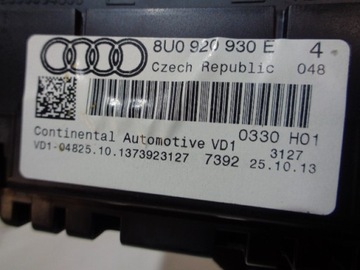 8U0 920 930 E 4
Czech Republic 048
0330 H01
Continental Automotive VD1 3127
VD1-04825.10.1373923127 7392 25.10.13